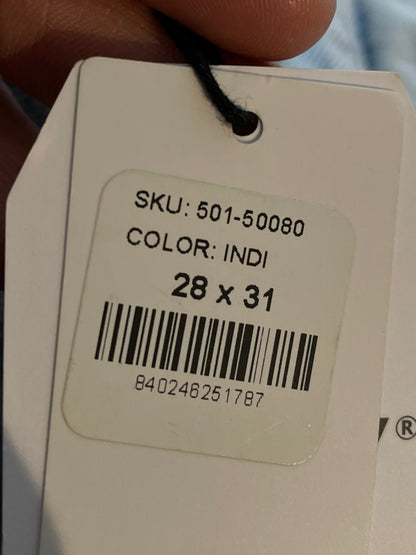 SKU: 501-50080
COLOR: INDI
28 x 31
840246251787
®